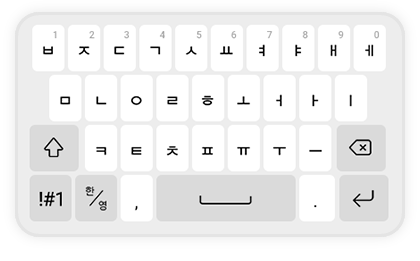 1 2 3 4 5 6 7 8 9 0
ㅂ ㅈ ㄷ ㄱ ㅅ ㅛ ㅕ ㅑ ㅐ ㅔ
ㅁ ㄴ ㅇ ㄹ ㅎ ㅗ ㅓ ㅏ ㅣ
ㅋ ㅌ ㅊ ㅍ ㅠ ㅜ ㅡ
!#1 한/영 , .